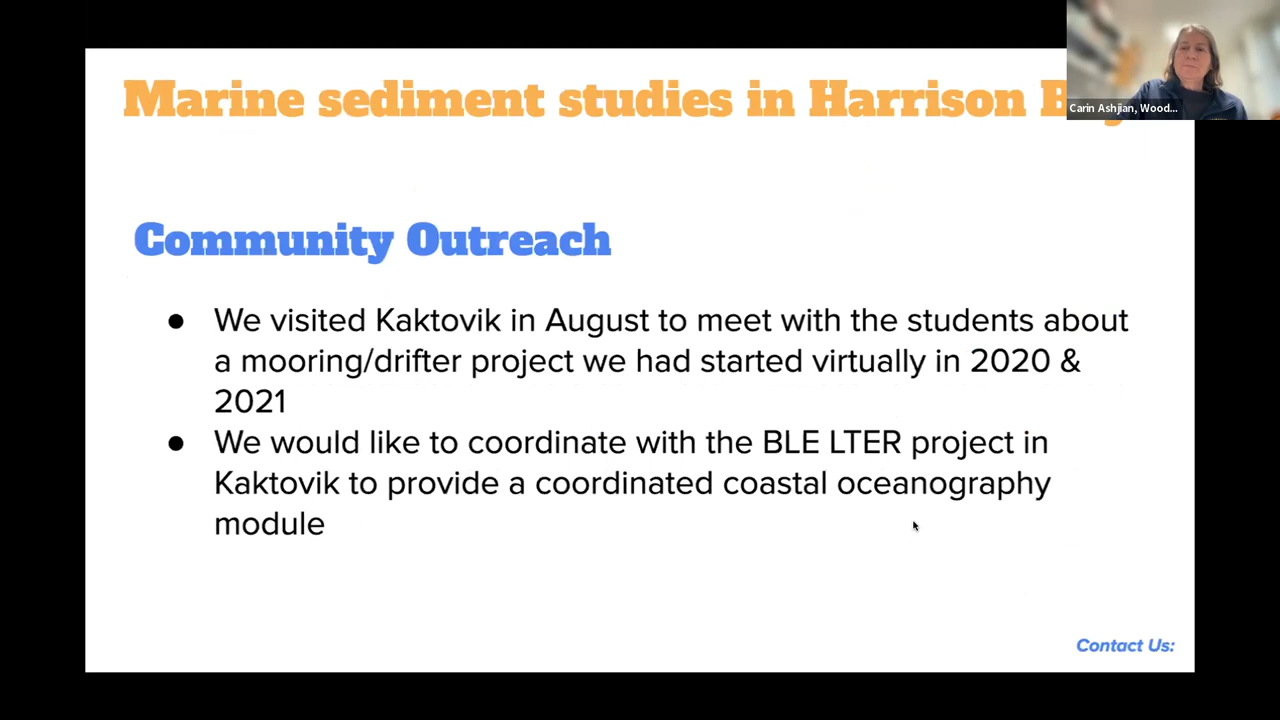 Marine sediment studies in Harrison
Carin Ashjian, Wood...
Community Outreach
● We visited Kaktovik in August to meet with the students about
a mooring/drifter project we had started virtually in 2020 &
2021
● We would like to coordinate with the BLE LTER project in
Kaktovik to provide a coordinated coastal oceanography
module
Contact Us: